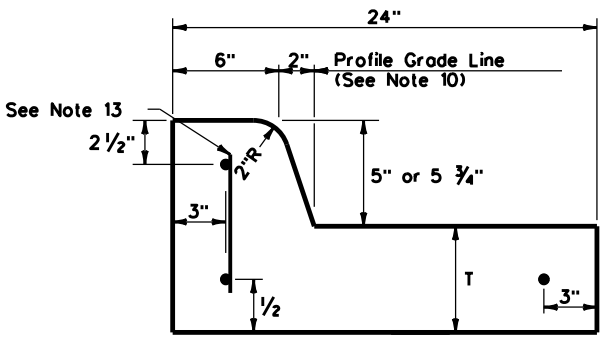 24"
6" 2" Profile Grade Line
(See Note 10)
See Note 13
2 1/2"
2"R
5" or 5 3/4"
3"
T
1/2
3"